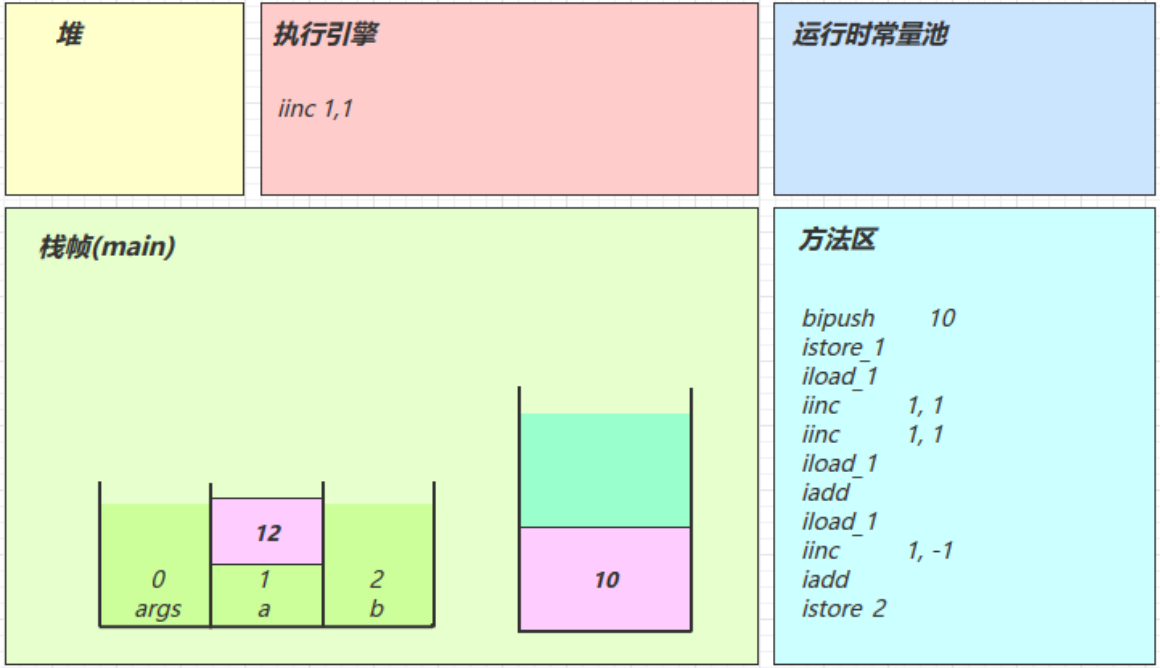 堆
执行引擎
iinc 1,1
运行时常量池
栈帧(main)
12
0
args
1
a
2
b
10
方法区
bipush 10
istore_1
iload_1
iinc 1, 1
iinc 1, 1
iload_1
iadd
iload_1
iinc 1, -1
iadd
istore 2